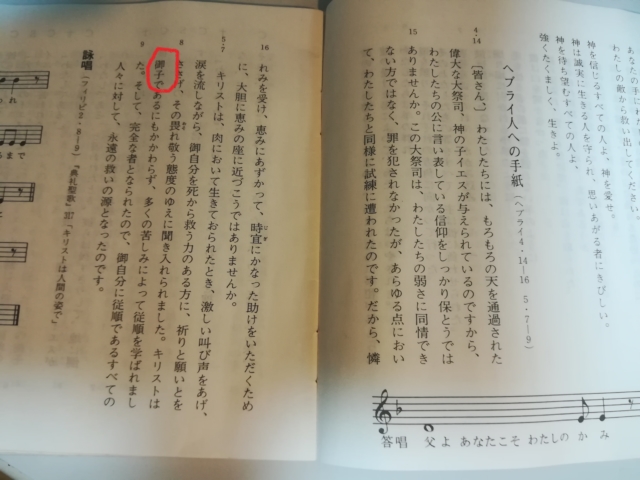 わたしの敵から救い出してください。
神を信じるすべての人よ、神を愛せ。
神は誠実に生きる人を守られ、思いあがる者にきびしい。
神を待ち望むすべての人よ、
強くたくましく、生きよ。
ヘブライ人への手紙(ヘブライ4・14―16 5・7―9)
4・14
〔皆さん、〕わたしたちには、もろもろの天を通過された
偉大な大祭司、神の子イエスが与えられているのですから、
わたしたちの公に言い表している信仰をしっかり保とうでは
15
ありませんか。この大祭司は、わたしたちの弱さに同情でき
ない方ではなく、罪を犯されなかったが、あらゆる点におい
て、わたしたちと同様に試練に遭われたのです。だから、憐
答唱 父よ あなたこそ わたしの かみ
16
れみを受け、恵みにあずかって、時宜にかなった助けをいただくため
に、大胆に恵みの座に近づこうではありませんか。
5・7
キリストは、肉において生きておられたとき、激しい叫び声をあげ、
涙を流しながら、御自分を死から救う力のある方に、祈りと願いとを
8
ささげ、その畏れ敬う態度のゆえに聞き入れられました。キリストは
御子であるにもかかわらず、多くの苦しみによって従順を学ばれまし
9
た。そして、完全な者となられたので、御自分に従順であるすべての
人々に対して、永遠の救いの源となったのです。
詠唱(フィリピ2・8―9)『典礼聖歌』317「キリストは人間の姿で」